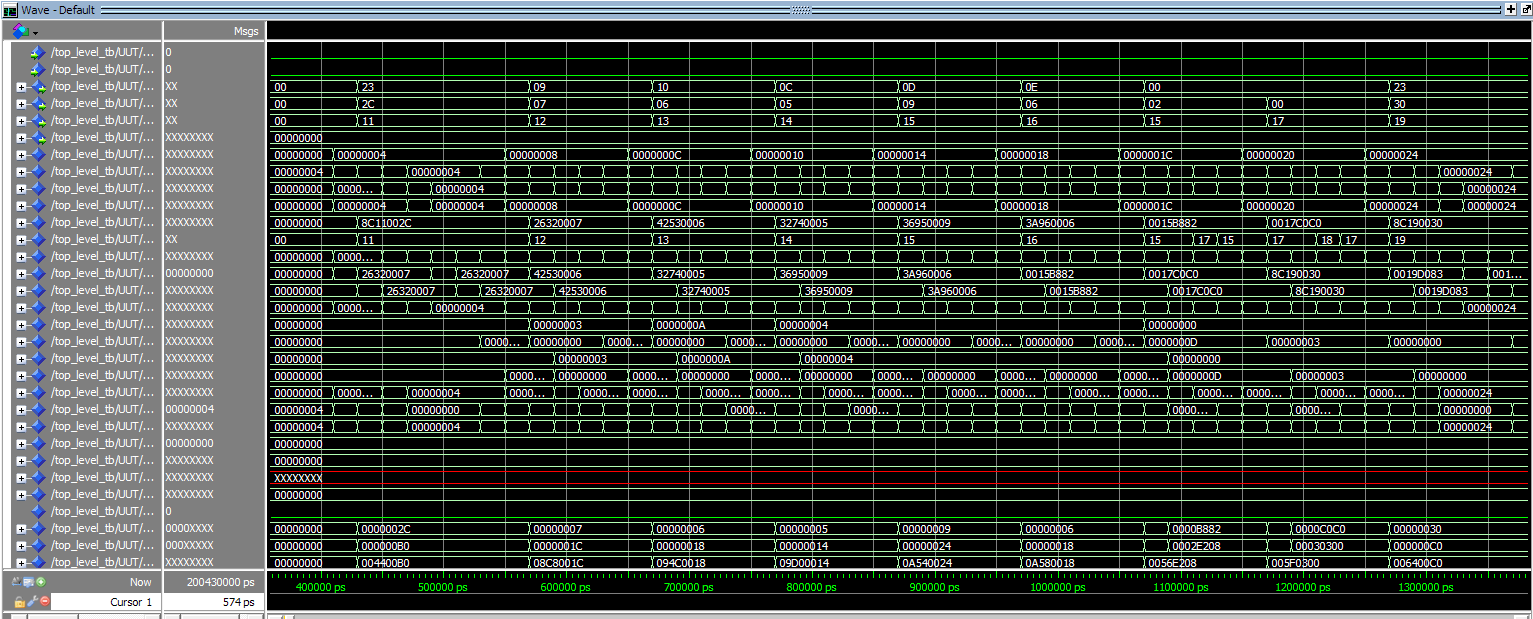 Wave - Default
Msgs
/top_level_tb/UUT/... 0
/top_level_tb/UUT/... 0
/top_level_tb/UUT/... XX 00 23 09 10 0C 0D 0E 00 23
/top_level_tb/UUT/... XX 00 2C 07 06 05 09 06 02 00 30
/top_level_tb/UUT/... XX 00 11 12 13 14 15 16 15 17 19
/top_level_tb/UUT/... XXXXXXXX 00000000
/top_level_tb/UUT/... XXXXXXXX 00000000 00000004 00000008 0000000C 00000010 00000014 00000018 0000001C 00000020 00000024
/top_level_tb/UUT/... XXXXXXXX 00000004 00000004 00000024
/top_level_tb/UUT/... XXXXXXXX 00000000 0000... 00000004 00000024
/top_level_tb/UUT/... XXXXXXXX 00000000 00000004 00000004 00000008 0000000C 00000010 00000014 00000018 0000001C 00000020 00000024 00000024
/top_level_tb/UUT/... XXXXXXXX 00000000 8C11002C 26320007 42530006 32740005 36950009 3A960006 0015B882 0017C0C0 8C190030
/top_level_tb/UUT/... XX 00 11 12 13 14 15 16 15 17 15 17 18 17 19
/top_level_tb/UUT/... XXXXXXXX 00000000 0000...
/top_level_tb/UUT/... 00000000 00000000 26320007 26320007 42530006 32740005 36950009 3A960006 0015B882 0017C0C0 8C190030 0019D083 001...
/top_level_tb/UUT/... XXXXXXXX 00000000 26320007 26320007 42530006 32740005 36950009 3A960006 0015B882 0017C0C0 8C190030 0019D083
/top_level_tb/UUT/... XXXXXXXX 00000000 0000... 00000004 00000024
/top_level_tb/UUT/... XXXXXXXX 00000000 00000003 0000000A 00000004 00000000
/top_level_tb/UUT/... XXXXXXXX 00000000 0000... 00000000 0000... 00000000 0000... 00000000 0000... 00000000 0000... 00000000 0000... 0000000D 00000003 00000000
/top_level_tb/UUT/... XXXXXXXX 00000000 00000003 0000000A 00000004 00000000
/top_level_tb/UUT/... XXXXXXXX 00000000 0000... 00000000 0000... 00000000 0000... 00000000 0000... 00000000 0000... 00000000 0000... 0000000D 00000003 00000000
/top_level_tb/UUT/... XXXXXXXX 00000000 0000... 0000... 00000004 0000... 0000... 0000... 0000... 0000... 0000... 0000... 0000... 0000... 0000... 0000... 0000... 0000... 0000... 00000024
/top_level_tb/UUT/... 00000004 00000004 00000000 0000... 0000... 0000... 0000... 00000000
/top_level_tb/UUT/... XXXXXXXX 00000004 00000004 00000024
/top_level_tb/UUT/... 00000000 00000000
/top_level_tb/UUT/... XXXXXXXX 00000000
/top_level_tb/UUT/... XXXXXXXX XXXXXXXX
/top_level_tb/UUT/... XXXXXXXX 00000000
/top_level_tb/UUT/... 0
/top_level_tb/UUT/... 0000XXXX 00000000 0000002C 00000007 00000006 00000005 00000009 00000006 0000B882 0000C0C0 00000030
/top_level_tb/UUT/... 000XXXXX 00000000 000000B0 0000001C 00000018 00000014 00000024 00000018 0002E208 00030300 000000C0
/top_level_tb/UUT/... XXXXXXXX 00000000 004400B0 08C8001C 094C0018 09D00014 0A540024 0A580018 0056E208 005F0300 006400C0
Now 200430000 ps 400000 ps 500000 ps 600000 ps 700000 ps 800000 ps 900000 ps 1000000 ps 1100000 ps 1200000 ps 1300000 ps
Cursor 1 574 ps